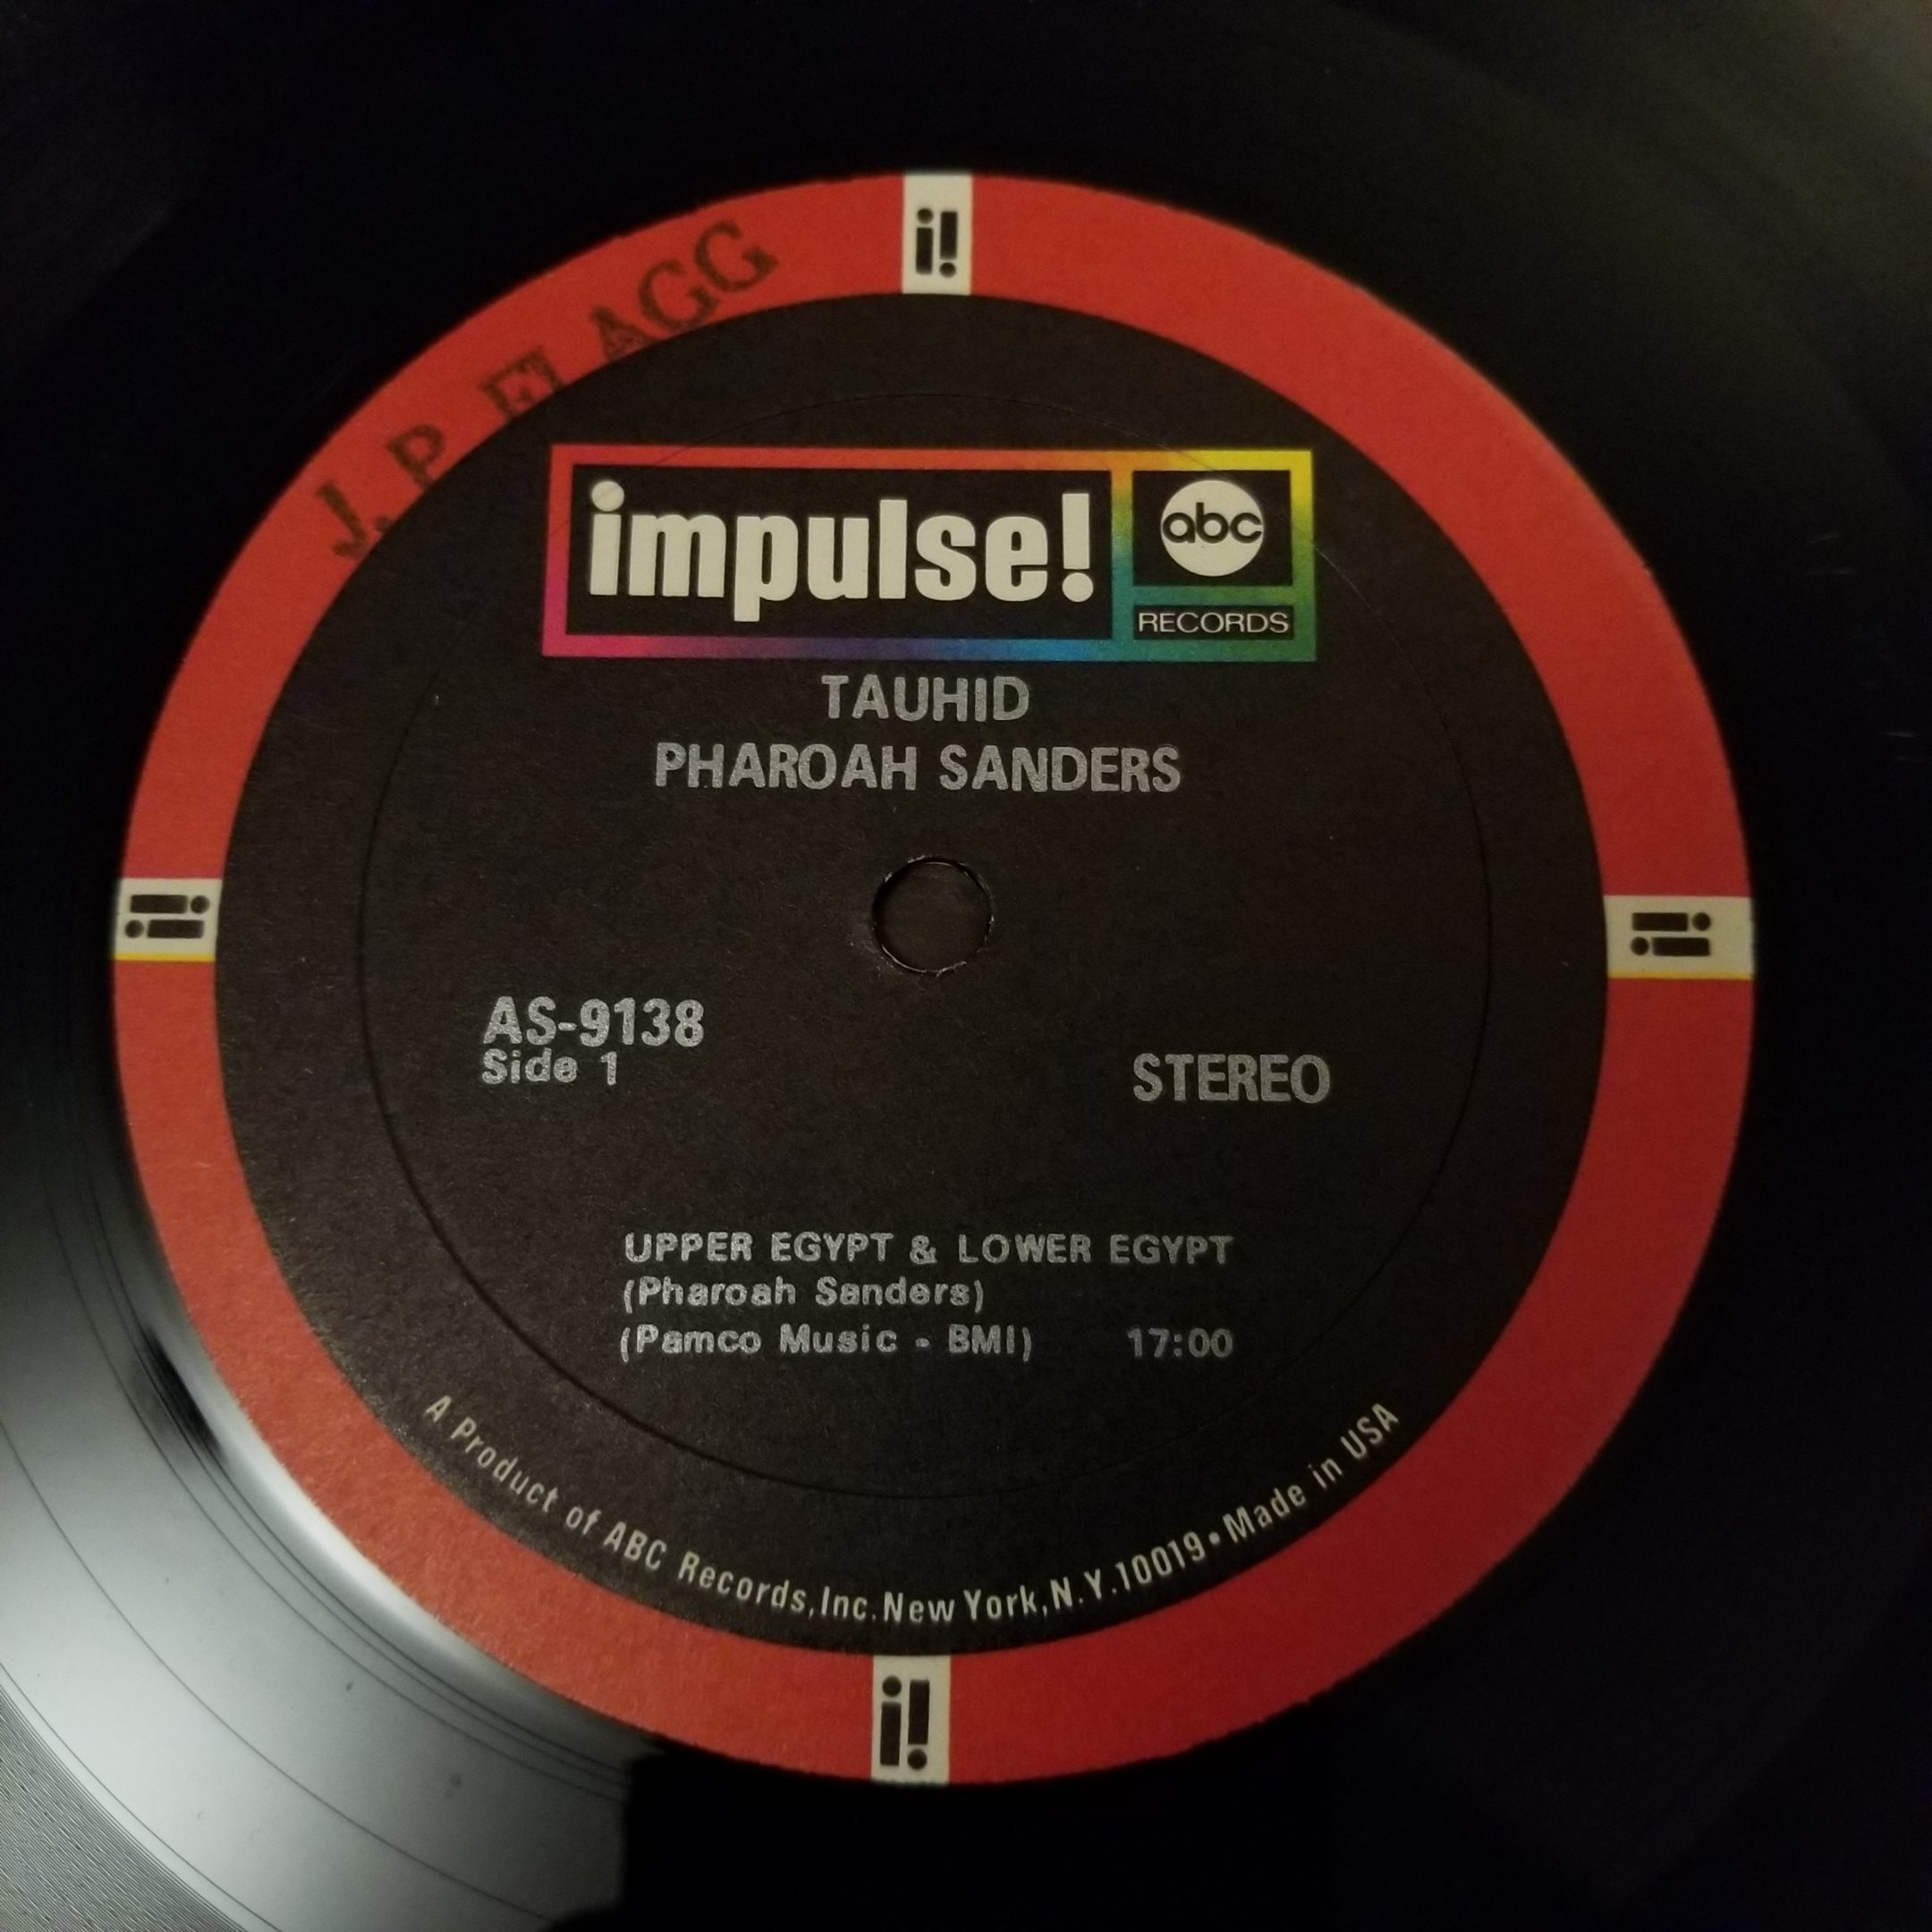 J. P. FLAGG
i!
impulse!
abc
RECORDS
TAUHID
PHAROAH SANDERS
i!
i!
AS-9138
Side 1
STEREO
UPPER EGYPT & LOWER EGYPT
(Pharoah Sanders)
(Pamco Music - BMI) 17:00
A Product of ABC Records, Inc. New York, N.Y. 10019 • Made in USA
i!